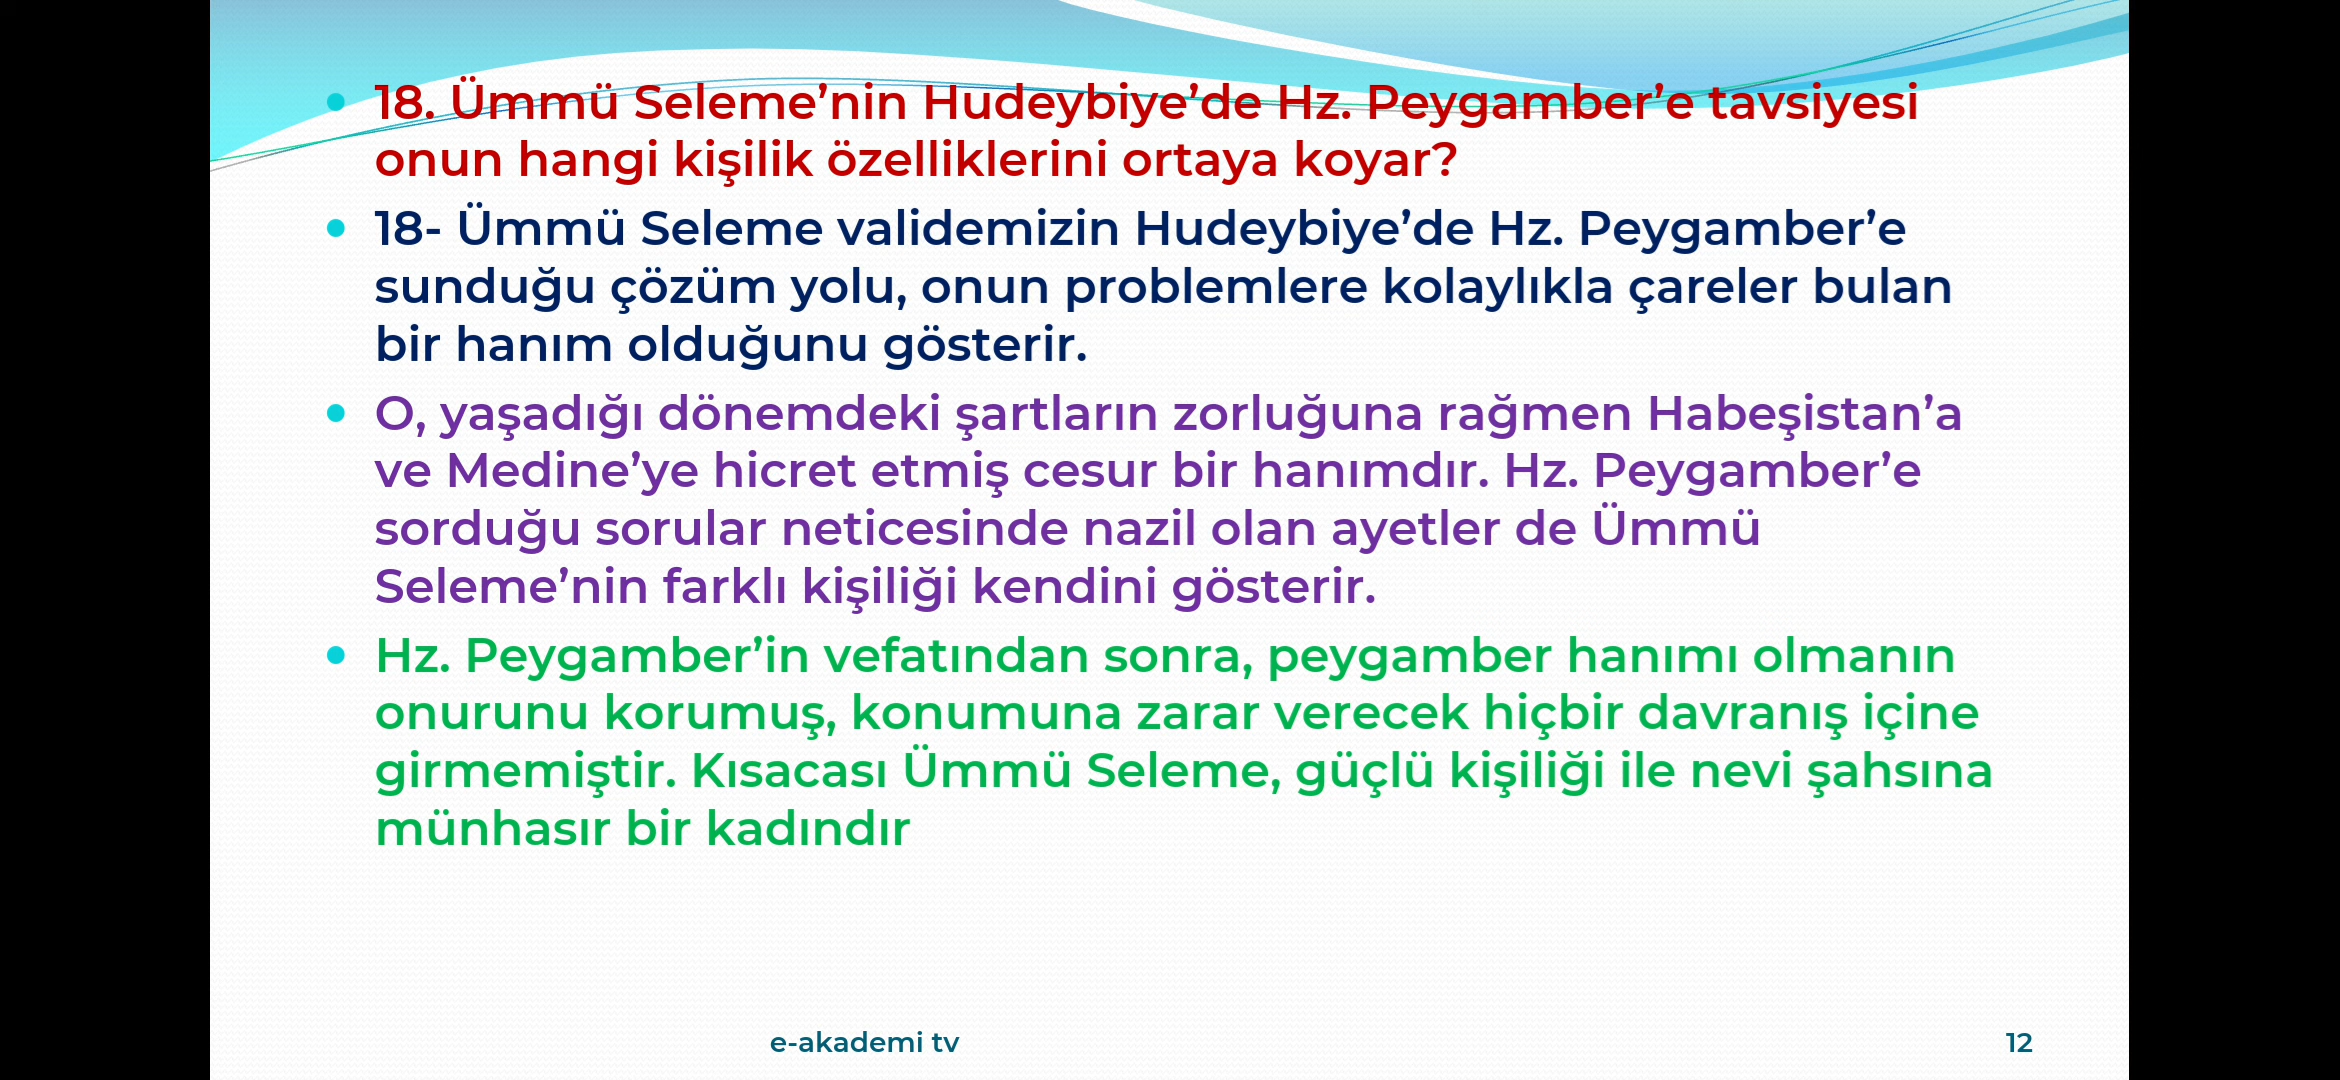 18. Ümmü Seleme’nin Hudeybiye’de Hz. Peygamber’e tavsiyesi
onun hangi kişilik özelliklerini ortaya koyar?
18- Ümmü Seleme validemizin Hudeybiye’de Hz. Peygamber’e
sunduğu çözüm yolu, onun problemlere kolaylıkla çareler bulan
bir hanım olduğunu gösterir.
O, yaşadığı dönemdeki şartların zorluğuna rağmen Habeşistan’a
ve Medine’ye hicret etmiş cesur bir hanımdır. Hz. Peygamber’e
sorduğu sorular neticesinde nazil olan ayetler de Ümmü
Seleme’nin farklı kişiliği kendini gösterir.
Hz. Peygamber’in vefatından sonra, peygamber hanımı olmanın
onurunu korumuş, konumuna zarar verecek hiçbir davranış içine
girmemiştir. Kısacası Ümmü Seleme, güçlü kişiliği ile nevi şahsına
münhasır bir kadındır
e-akademi tv
12